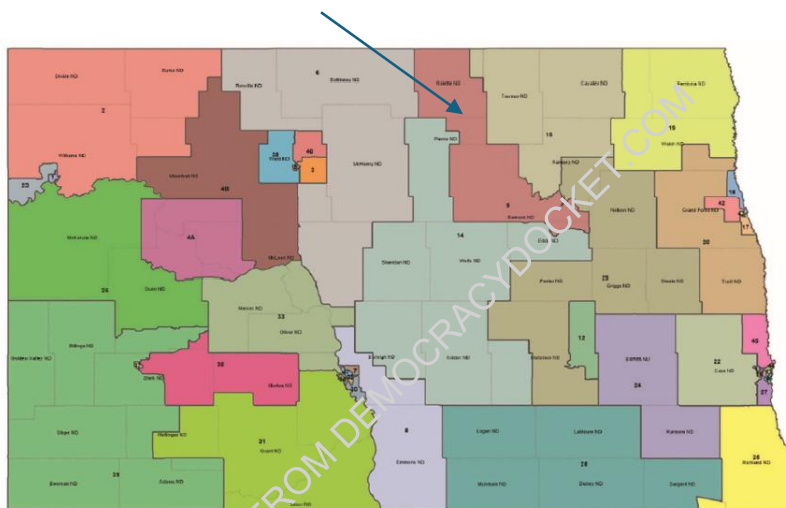 Divide ND
Burke ND
Renville ND
6
Bottineau ND
Rolette ND
Towner ND
Cavalier ND
Pembina ND
2
Williams ND
Mountrail ND
38
Ward ND
40
3
McHenry ND
Pierce ND
15
Ramsey ND
19
Walsh ND
23
4B
4A
9
Benson ND
Nelson ND
Grand Forks ND
18
42
17
McKenzie ND
McLean ND
14
Sheridan ND
Wells ND
Eddy ND
20
26
Dunn ND
Mercer ND
33
Oliver ND
Foster ND
29
Griggs ND
Steele ND
Traill ND
Billings ND
Golden Valley ND
Stark ND
36
Morton ND
Burleigh ND
7
Kidder ND
Stutsman ND
12
Barnes ND
24
22
Cass ND
45
27
Slope ND
Hettinger ND
31
Grant ND
8
Emmons ND
Logan ND
LaMoure ND
Ransom ND
28
Richland ND
Bowman ND
Adams ND
Sioux ND
McIntosh ND
Dickey ND
Sargent ND
FROM DEMOCRACYDOCKET.COM